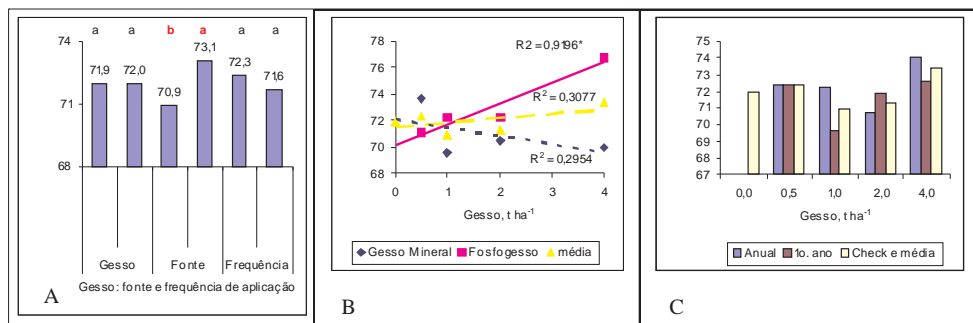 a a b a a a
74
71
68
71,9 72,0 70,9 73,1 72,3 71,6
Gesso Fonte Frequência
Gesso: fonte e frequência de aplicação
A
78
76
74
72
70
68
R2 = 0,9196*
R² = 0,3077
R² = 0,2954
0 1 2 3 4
Gesso, t ha⁻¹
Gesso Mineral Fosfogesso média
B
75
74
73
72
71
70
69
68
67
0,0 0,5 1,0 2,0 4,0
Gesso, t ha⁻¹
Anual 1o. ano Check e média
C